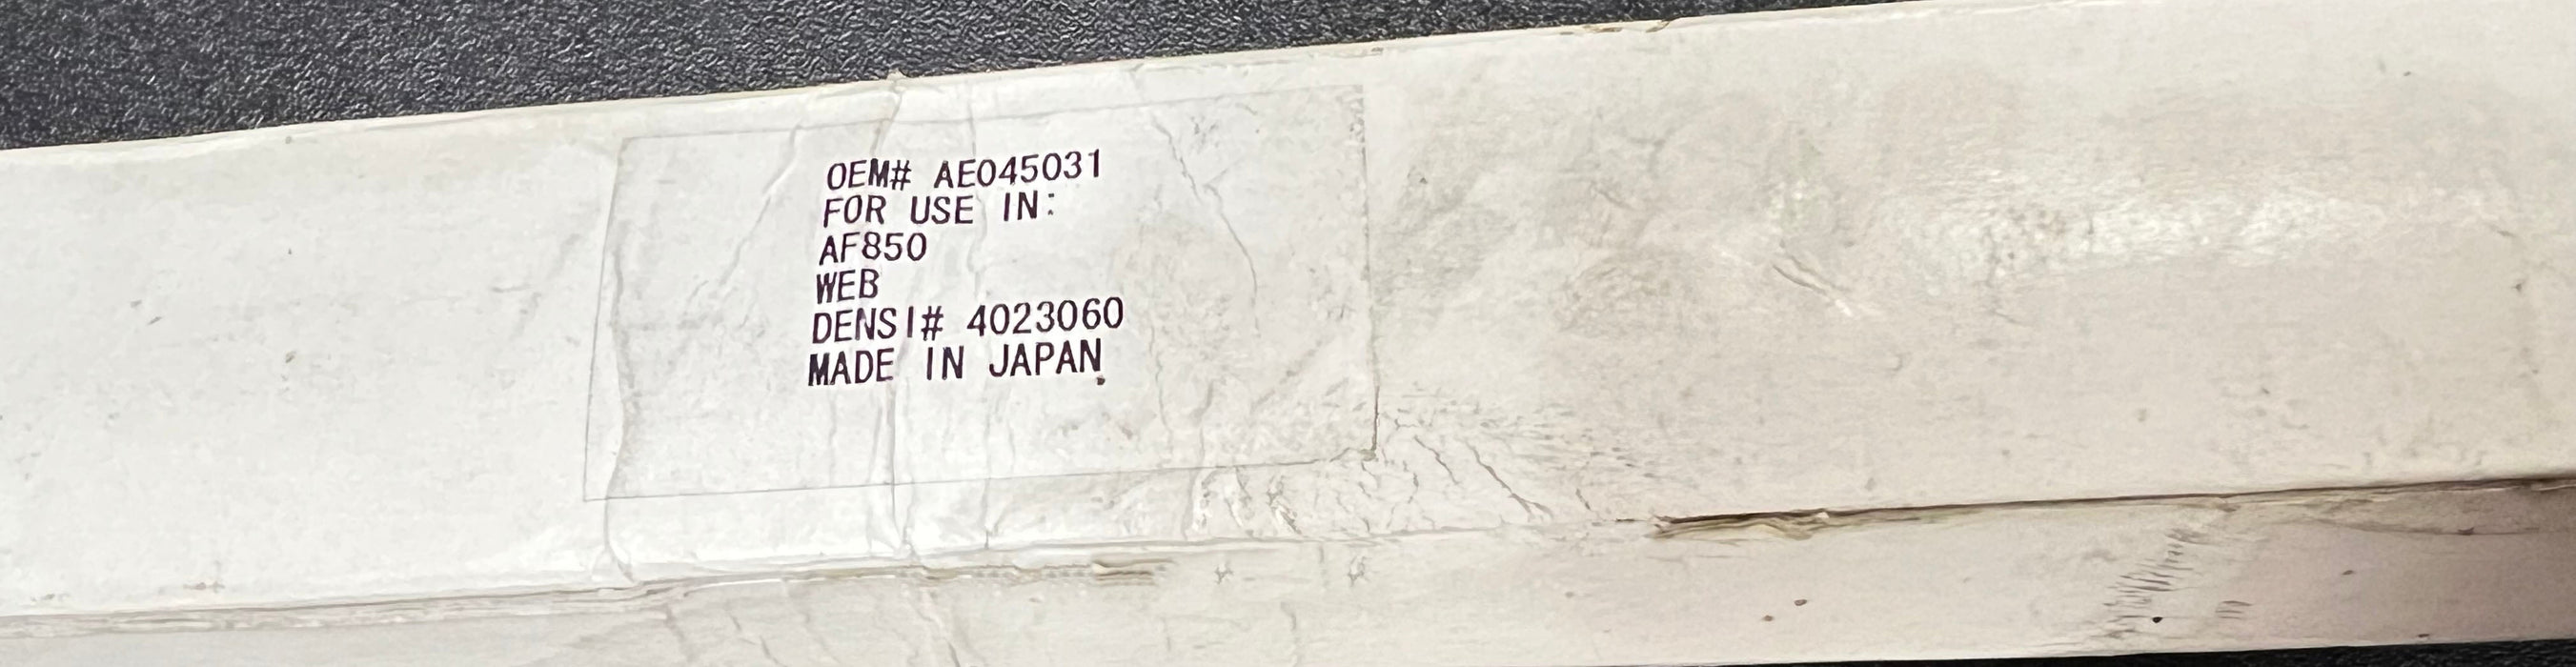 OEM# AE045031
FOR USE IN:
AF850
WEB
DENSI# 4023060
MADE IN JAPAN